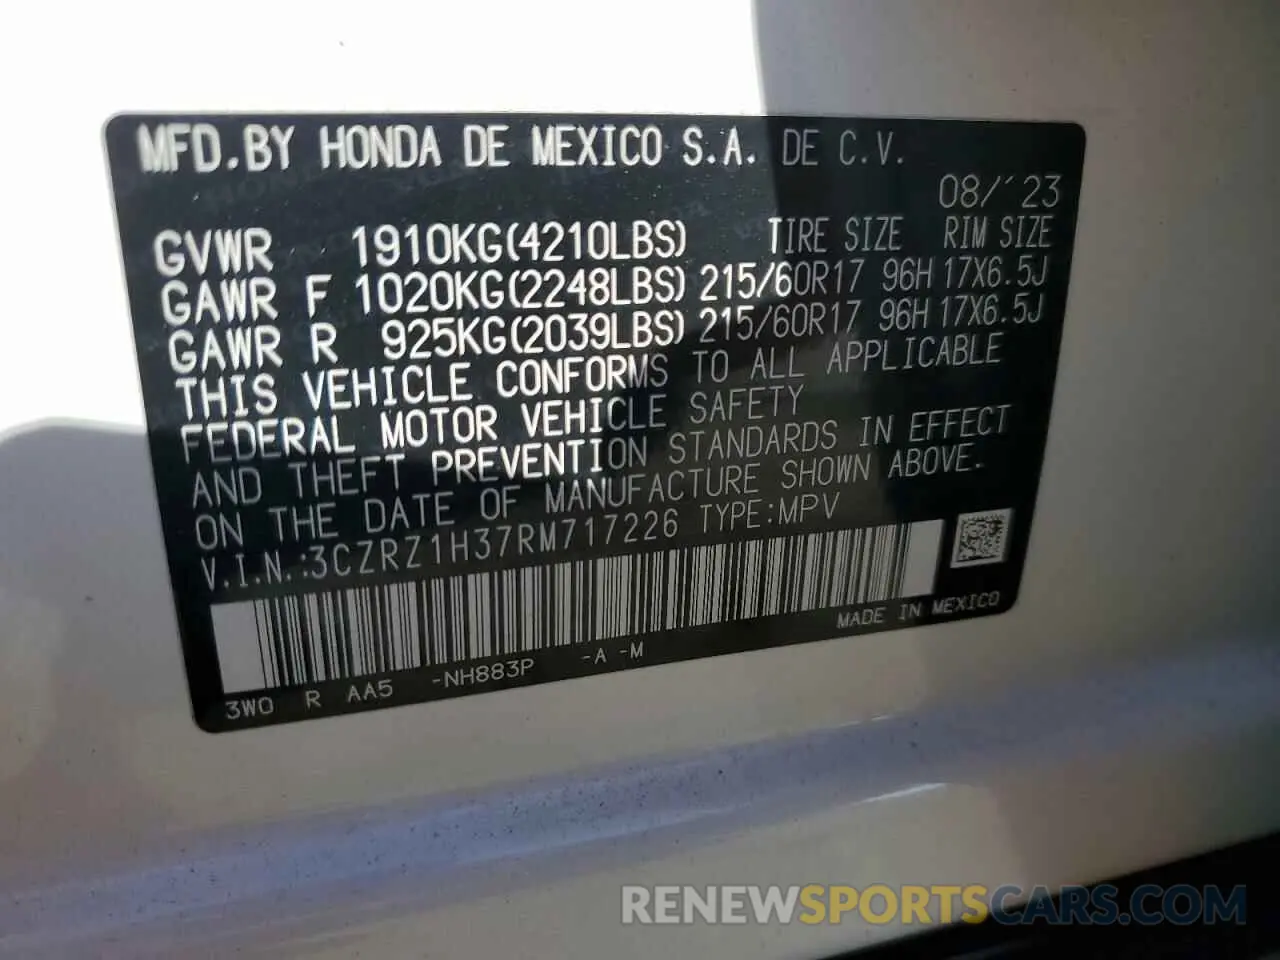 MFD.BY HONDA DE MEXICO S.A. DE C.V.
08/´23
GVWR 1910KG(4210LBS) TIRE SIZE RIM SIZE
GAWR F 1020KG(2248LBS) 215/60R17 96H 17X6.5J
GAWR R 925KG(2039LBS) 215/60R17 96H 17X6.5J
THIS VEHICLE CONFORMS TO ALL APPLICABLE
FEDERAL MOTOR VEHICLE SAFETY
AND THEFT PREVENTION STANDARDS IN EFFECT
ON THE DATE OF MANUFACTURE SHOWN ABOVE.
V.I.N.:3CZRZ1H37RM717226 TYPE:MPV
MADE IN MEXICO
3W0 R AA5 -NH883P -A -M
RENEWSPORTSCARS.COM